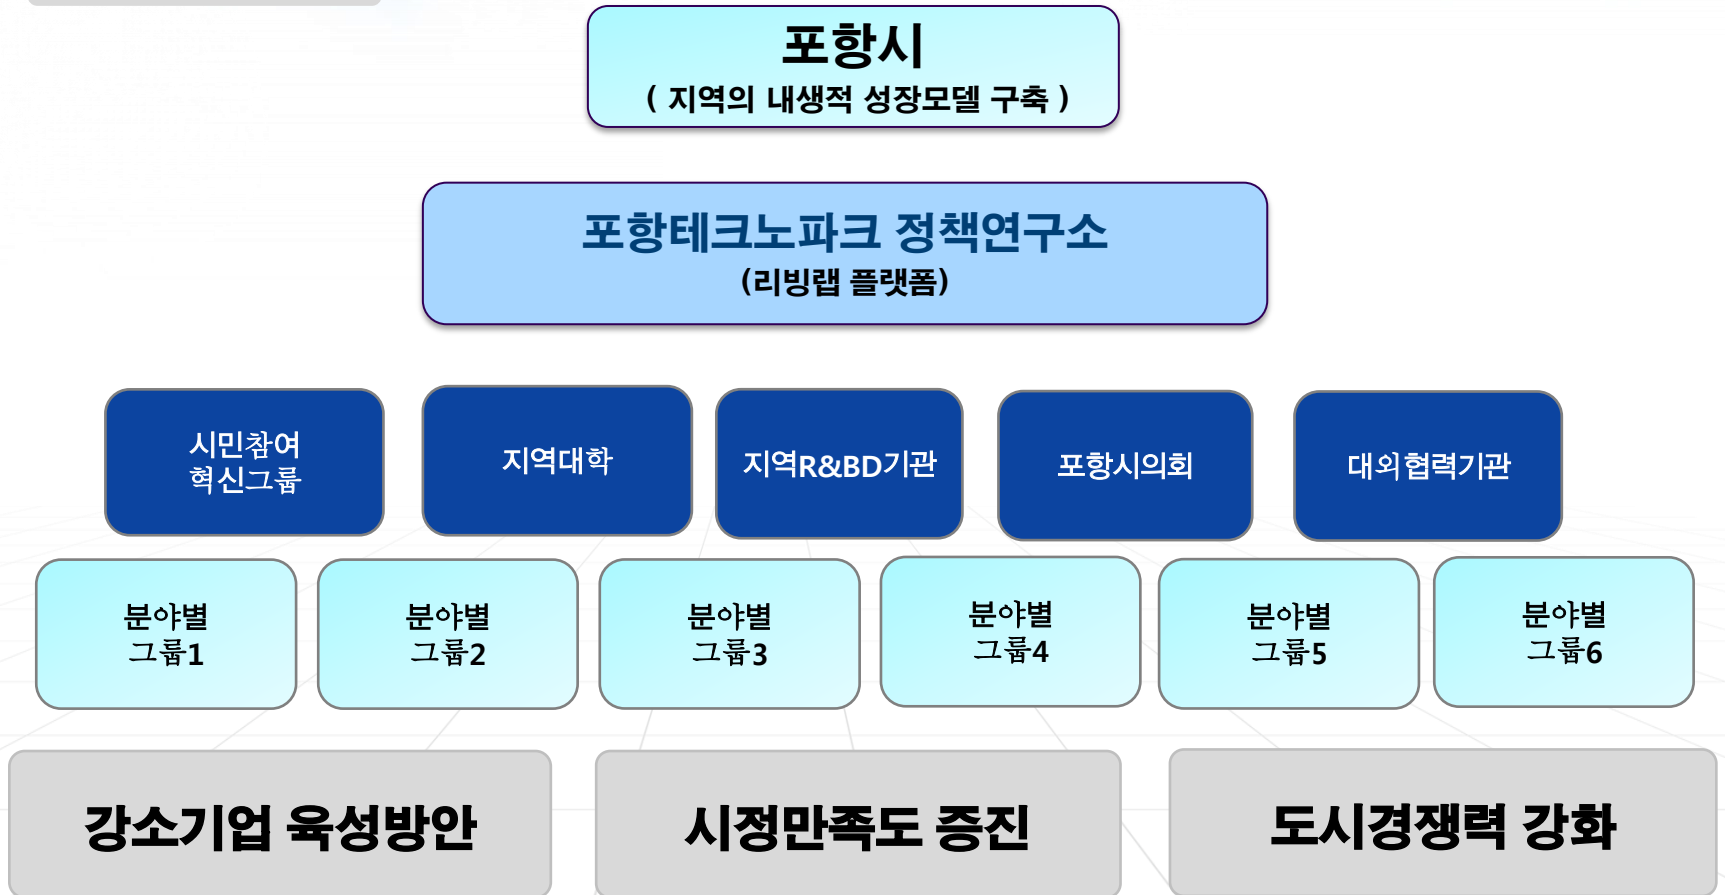 포항시
( 지역의 내생적 성장모델 구축 )
포항테크노파크 정책연구소
(리빙랩 플랫폼)
시민참여
혁신그룹
지역대학
지역R&BD기관
포항시의회
대외협력기관
분야별
그룹1
분야별
그룹2
분야별
그룹3
분야별
그룹4
분야별
그룹5
분야별
그룹6
강소기업 육성방안
시정만족도 증진
도시경쟁력 강화